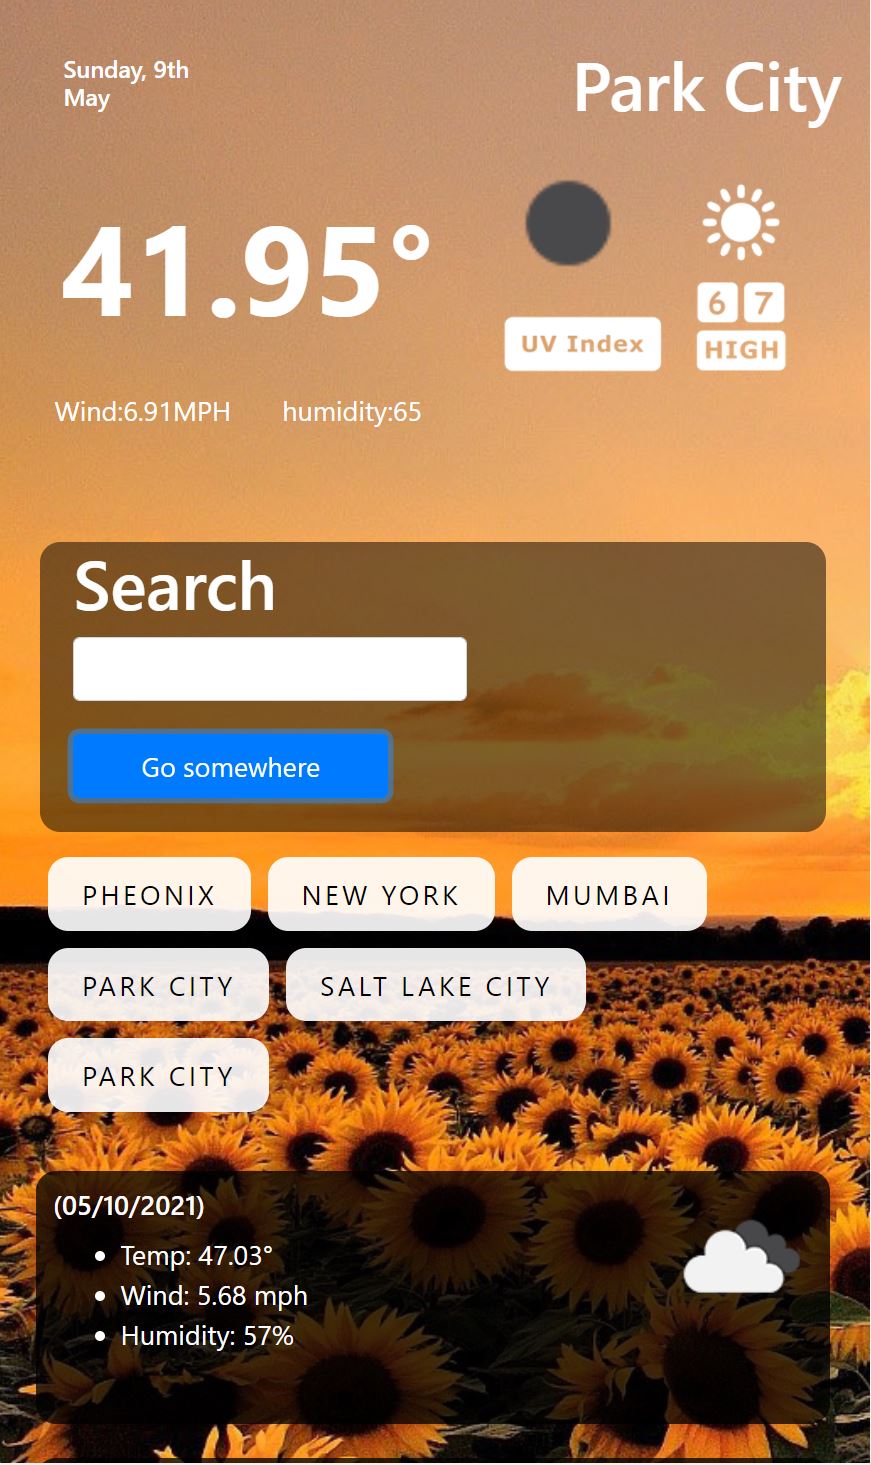 Sunday, 9th
May
Park City
41.95°
UV Index
6 7
HIGH
Wind:6.91MPH humidity:65
Search
Go somewhere
PHEONIX NEW YORK MUMBAI
PARK CITY SALT LAKE CITY
PARK CITY
(05/10/2021)
Temp: 47.03°
Wind: 5.68 mph
Humidity: 57%